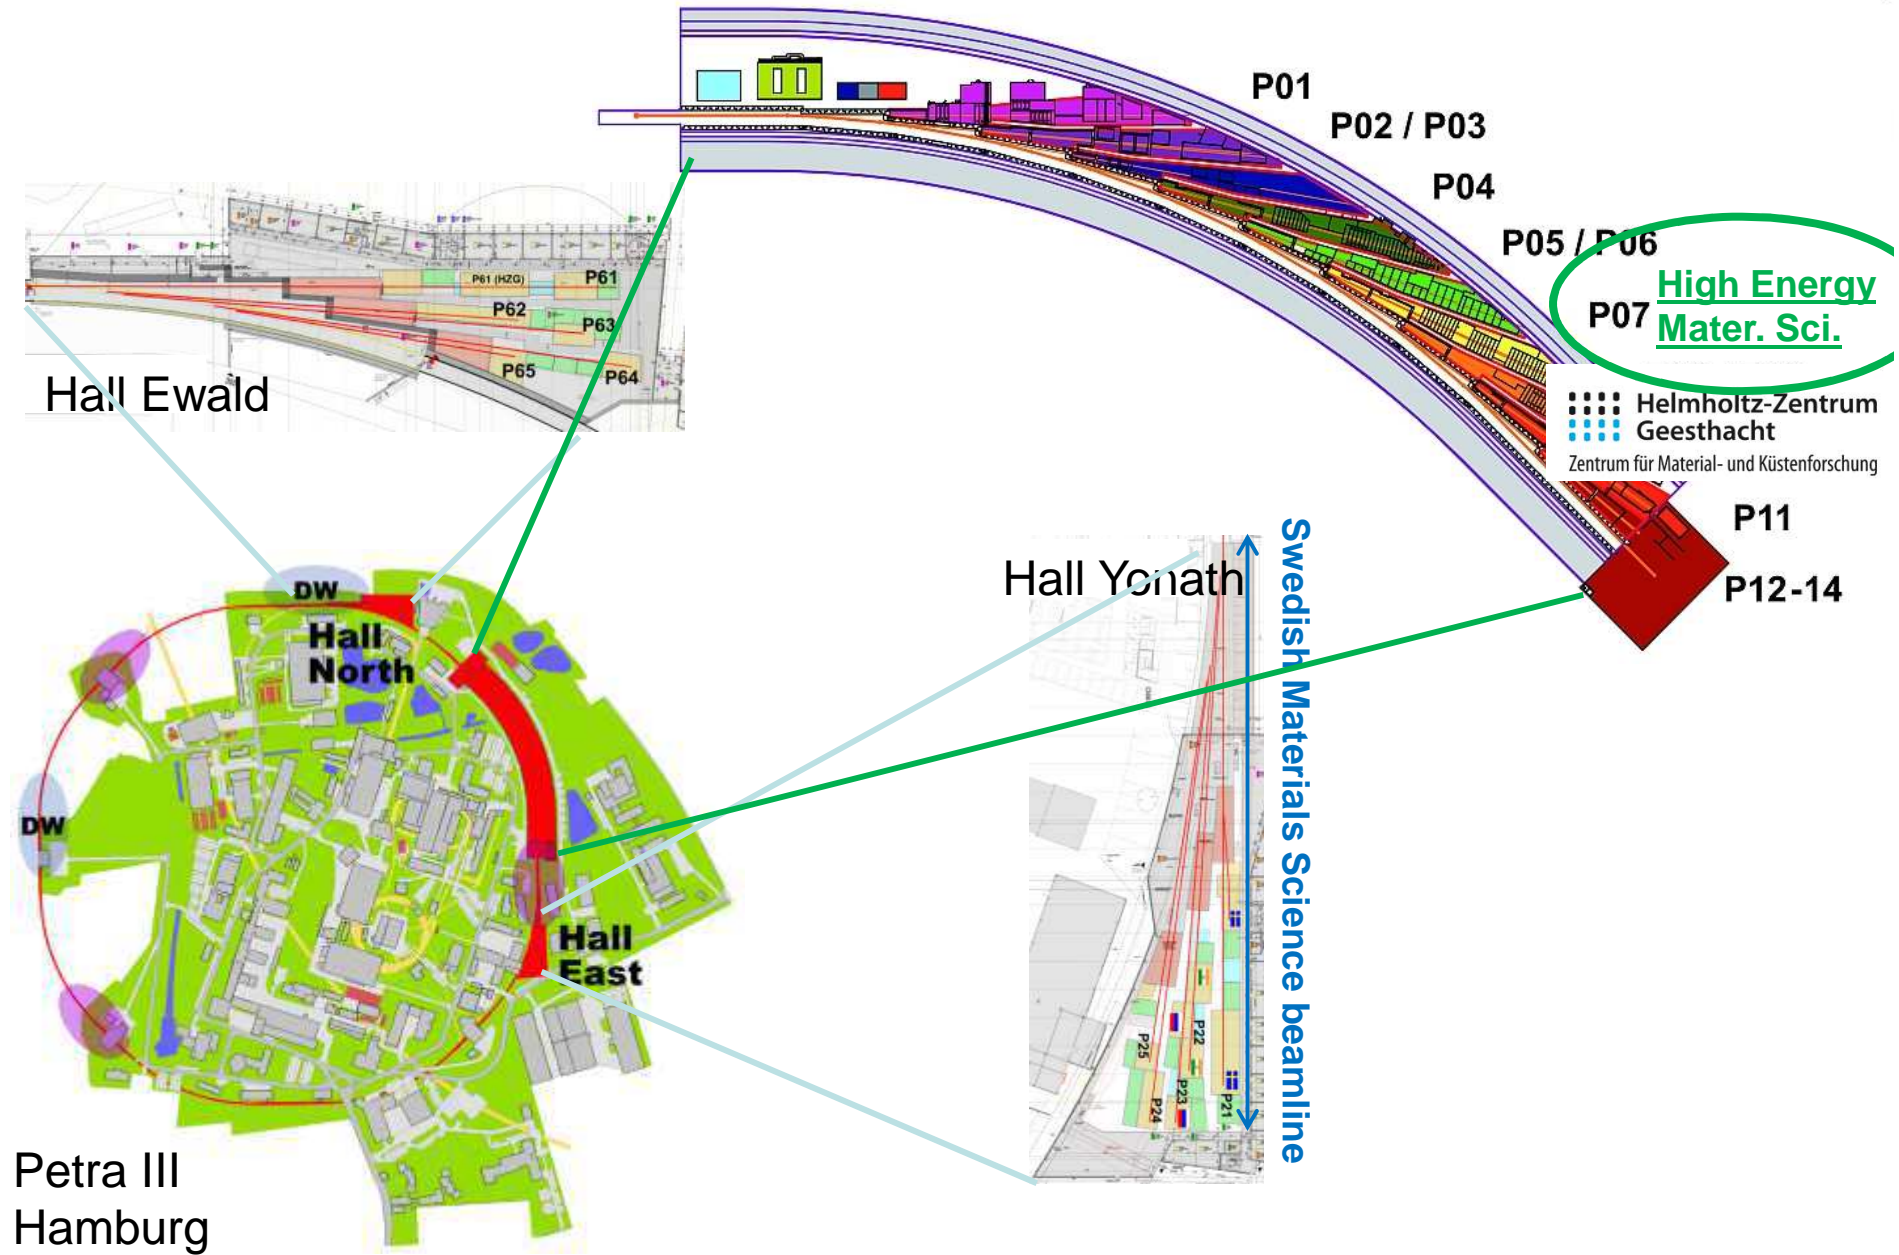 P01
P02 / P03
P04
P05 / P06
P07
High Energy
Mater. Sci.
Helmholtz-Zentrum
Geesthacht
Zentrum für Material- und Küstenforschung
P11
P12-14
P61 (HZG)
P61
P62
P63
P65
P64
Hall Ewald
Hall Yonath
Swedish Materials Science beamline
P25
P22
P24
P23
P21
DW
Hall
North
DW
Hall
East
Petra III
Hamburg